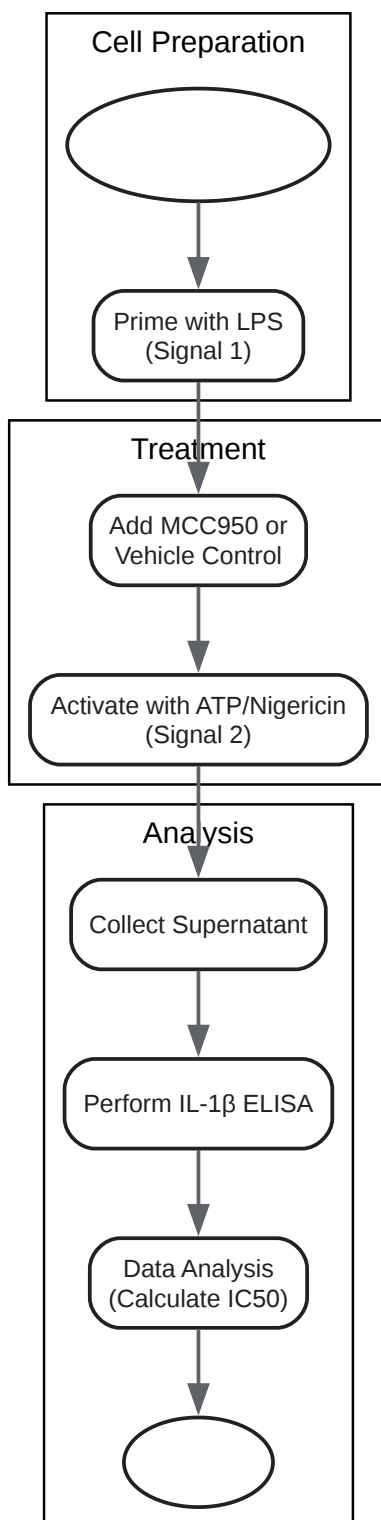 Cell Preparation
Prime with LPS
(Signal 1)
Treatment
Add MCC950 or
Vehicle Control
Activate with ATP/Nigericin
(Signal 2)
Analysis
Collect Supernatant
Perform IL-1β ELISA
Data Analysis
(Calculate IC50)